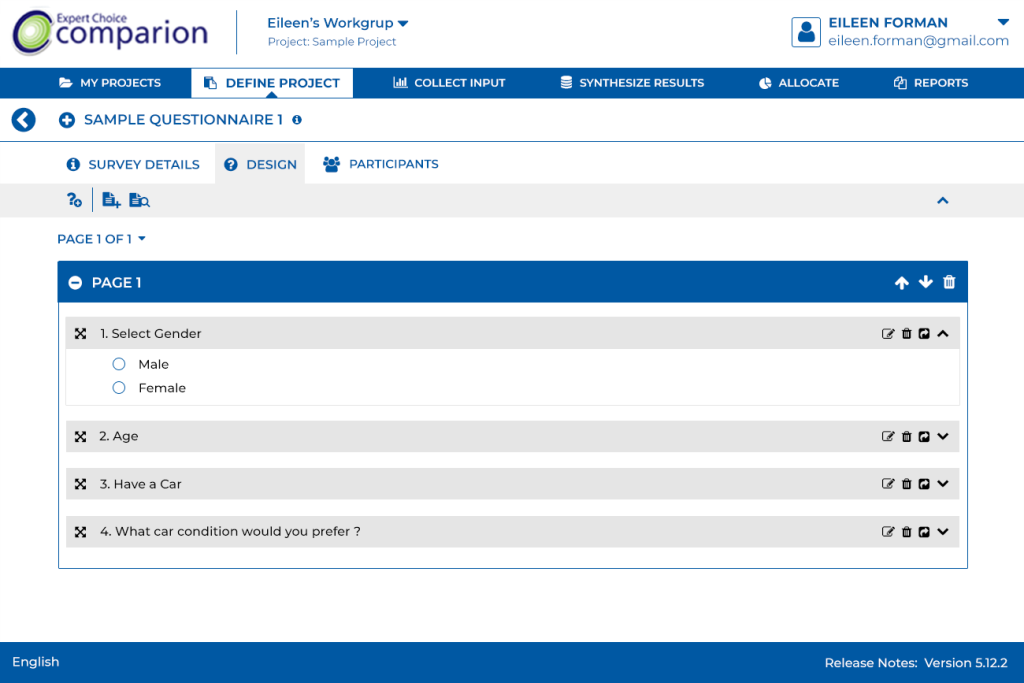 Expert Choice
comparion
Eileen’s Workgrup
Project: Sample Project
EILEEN FORMAN
eileen.forman@gmail.com
MY PROJECTS DEFINE PROJECT COLLECT INPUT SYNTHESIZE RESULTS ALLOCATE REPORTS
SAMPLE QUESTIONNAIRE 1
SURVEY DETAILS DESIGN PARTICIPANTS
PAGE 1 OF 1
PAGE 1
1. Select Gender
Male
Female
2. Age
3. Have a Car
4. What car condition would you prefer ?
English Release Notes: Version 5.12.2